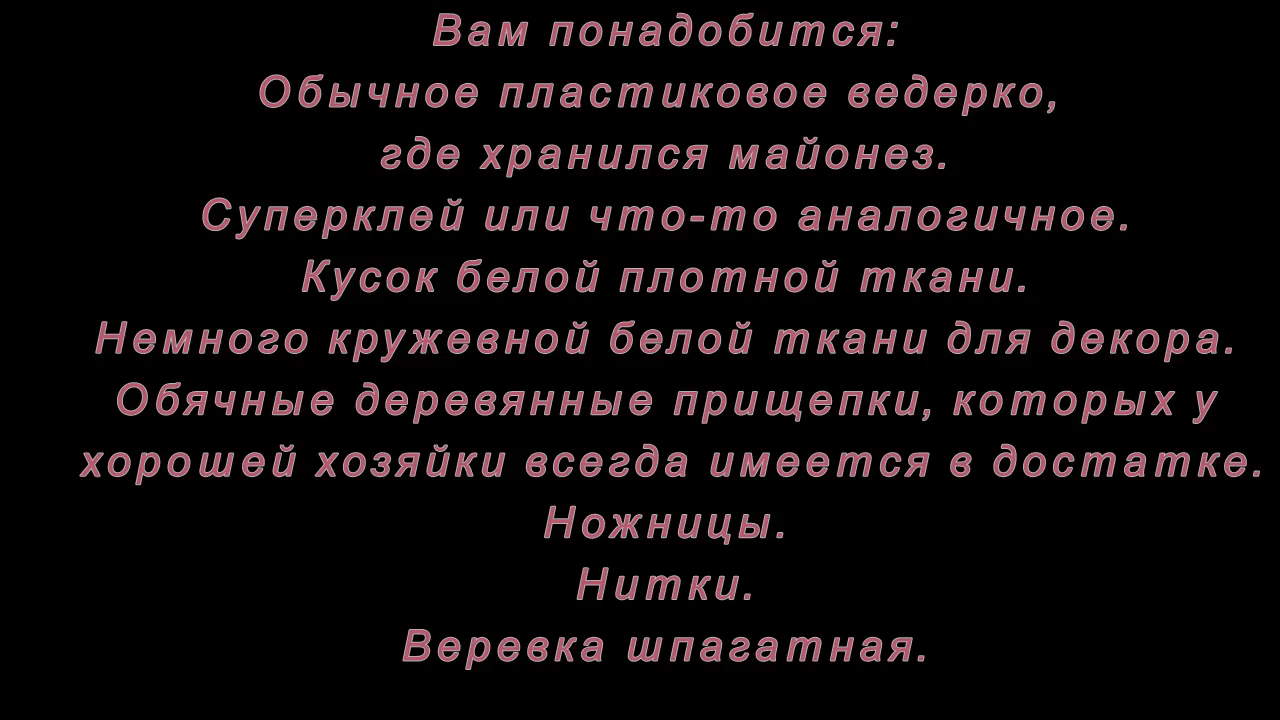 Вам понадобится:
Обычное пластиковое ведерко,
где хранился майонез.
Суперклей или что-то аналогичное.
Кусок белой плотной ткани.
Немного кружевной белой ткани для декора.
Обячные деревянные прищепки, которых у
хорошей хозяйки всегда имеется в достатке.
Ножницы.
Нитки.
Веревка шпагатная.